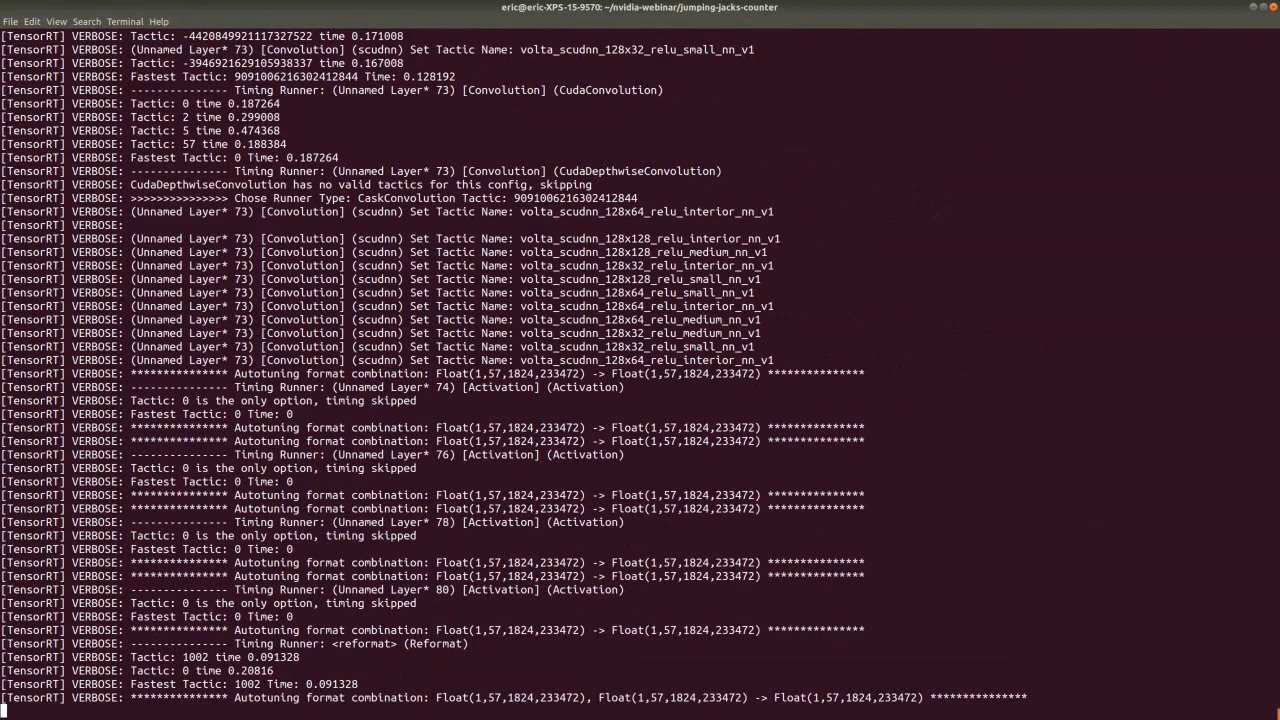 eric@eric-XPS-15-9570: ~/nvidia-webinar/jumping-jacks-counter
File Edit View Search Terminal Help
[TensorRT] VERBOSE: Tactic: -4420849921117327522 time 0.171008
[TensorRT] VERBOSE: (Unnamed Layer* 73) [Convolution] (scudnn) Set Tactic Name: volta_scudnn_128x32_relu_small_nn_v1
[TensorRT] VERBOSE: Tactic: -3946921629105938337 time 0.167008
[TensorRT] VERBOSE: Fastest Tactic: 9091006216302412844 Time: 0.128192
[TensorRT] VERBOSE: --------------- Timing Runner: (Unnamed Layer* 73) [Convolution] (CudaConvolution)
[TensorRT] VERBOSE: Tactic: 0 time 0.187264
[TensorRT] VERBOSE: Tactic: 2 time 0.299008
[TensorRT] VERBOSE: Tactic: 5 time 0.474368
[TensorRT] VERBOSE: Tactic: 57 time 0.188384
[TensorRT] VERBOSE: Fastest Tactic: 0 Time: 0.187264
[TensorRT] VERBOSE: --------------- Timing Runner: (Unnamed Layer* 73) [Convolution] (CudaDepthwiseConvolution)
[TensorRT] VERBOSE: CudaDepthwiseConvolution has no valid tactics for this config, skipping
[TensorRT] VERBOSE: >>>>>>>>>>>>>>> Chose Runner Type: CaskConvolution Tactic: 9091006216302412844
[TensorRT] VERBOSE: (Unnamed Layer* 73) [Convolution] (scudnn) Set Tactic Name: volta_scudnn_128x64_relu_interior_nn_v1
[TensorRT] VERBOSE:
[TensorRT] VERBOSE: (Unnamed Layer* 73) [Convolution] (scudnn) Set Tactic Name: volta_scudnn_128x128_relu_interior_nn_v1
[TensorRT] VERBOSE: (Unnamed Layer* 73) [Convolution] (scudnn) Set Tactic Name: volta_scudnn_128x128_relu_medium_nn_v1
[TensorRT] VERBOSE: (Unnamed Layer* 73) [Convolution] (scudnn) Set Tactic Name: volta_scudnn_128x32_relu_interior_nn_v1
[TensorRT] VERBOSE: (Unnamed Layer* 73) [Convolution] (scudnn) Set Tactic Name: volta_scudnn_128x128_relu_small_nn_v1
[TensorRT] VERBOSE: (Unnamed Layer* 73) [Convolution] (scudnn) Set Tactic Name: volta_scudnn_128x64_relu_small_nn_v1
[TensorRT] VERBOSE: (Unnamed Layer* 73) [Convolution] (scudnn) Set Tactic Name: volta_scudnn_128x64_relu_interior_nn_v1
[TensorRT] VERBOSE: (Unnamed Layer* 73) [Convolution] (scudnn) Set Tactic Name: volta_scudnn_128x64_relu_medium_nn_v1
[TensorRT] VERBOSE: (Unnamed Layer* 73) [Convolution] (scudnn) Set Tactic Name: volta_scudnn_128x32_relu_medium_nn_v1
[TensorRT] VERBOSE: (Unnamed Layer* 73) [Convolution] (scudnn) Set Tactic Name: volta_scudnn_128x32_relu_small_nn_v1
[TensorRT] VERBOSE: (Unnamed Layer* 73) [Convolution] (scudnn) Set Tactic Name: volta_scudnn_128x64_relu_interior_nn_v1
[TensorRT] VERBOSE: *************** Autotuning format combination: Float(1,57,1824,233472) -> Float(1,57,1824,233472) ***************
[TensorRT] VERBOSE: --------------- Timing Runner: (Unnamed Layer* 74) [Activation] (Activation)
[TensorRT] VERBOSE: Tactic: 0 is the only option, timing skipped
[TensorRT] VERBOSE: Fastest Tactic: 0 Time: 0
[TensorRT] VERBOSE: *************** Autotuning format combination: Float(1,57,1824,233472) -> Float(1,57,1824,233472) ***************
[TensorRT] VERBOSE: *************** Autotuning format combination: Float(1,57,1824,233472) -> Float(1,57,1824,233472) ***************
[TensorRT] VERBOSE: --------------- Timing Runner: (Unnamed Layer* 76) [Activation] (Activation)
[TensorRT] VERBOSE: Tactic: 0 is the only option, timing skipped
[TensorRT] VERBOSE: Fastest Tactic: 0 Time: 0
[TensorRT] VERBOSE: *************** Autotuning format combination: Float(1,57,1824,233472) -> Float(1,57,1824,233472) ***************
[TensorRT] VERBOSE: *************** Autotuning format combination: Float(1,57,1824,233472) -> Float(1,57,1824,233472) ***************
[TensorRT] VERBOSE: --------------- Timing Runner: (Unnamed Layer* 78) [Activation] (Activation)
[TensorRT] VERBOSE: Tactic: 0 is the only option, timing skipped
[TensorRT] VERBOSE: Fastest Tactic: 0 Time: 0
[TensorRT] VERBOSE: *************** Autotuning format combination: Float(1,57,1824,233472) -> Float(1,57,1824,233472) ***************
[TensorRT] VERBOSE: *************** Autotuning format combination: Float(1,57,1824,233472) -> Float(1,57,1824,233472) ***************
[TensorRT] VERBOSE: --------------- Timing Runner: (Unnamed Layer* 80) [Activation] (Activation)
[TensorRT] VERBOSE: Tactic: 0 is the only option, timing skipped
[TensorRT] VERBOSE: Fastest Tactic: 0 Time: 0
[TensorRT] VERBOSE: *************** Autotuning format combination: Float(1,57,1824,233472) -> Float(1,57,1824,233472) ***************
[TensorRT] VERBOSE: --------------- Timing Runner: <reformat> (Reformat)
[TensorRT] VERBOSE: Tactic: 1002 time 0.091328
[TensorRT] VERBOSE: Tactic: 0 time 0.20816
[TensorRT] VERBOSE: Fastest Tactic: 1002 Time: 0.091328
[TensorRT] VERBOSE: *************** Autotuning format combination: Float(1,57,1824,233472), Float(1,57,1824,233472) -> Float(1,57,1824,233472) ***************